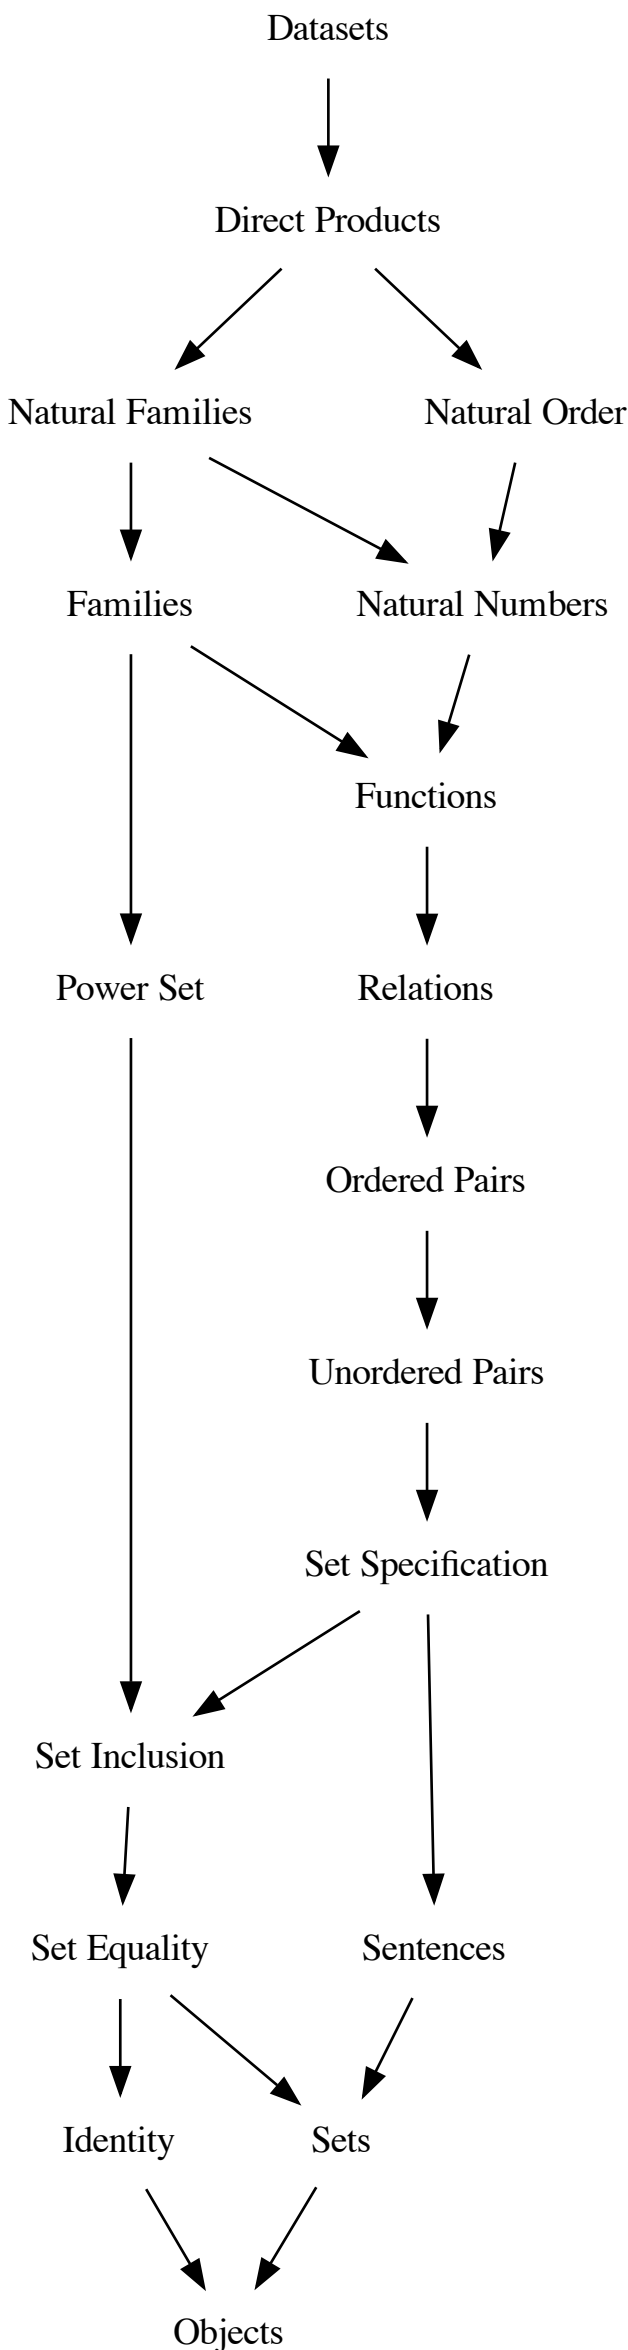 Datasets
Direct Products
Natural Families
Natural Order
Families
Natural Numbers
Functions
Power Set
Relations
Ordered Pairs
Unordered Pairs
Set Specification
Set Inclusion
Set Equality
Sentences
Identity
Sets
Objects